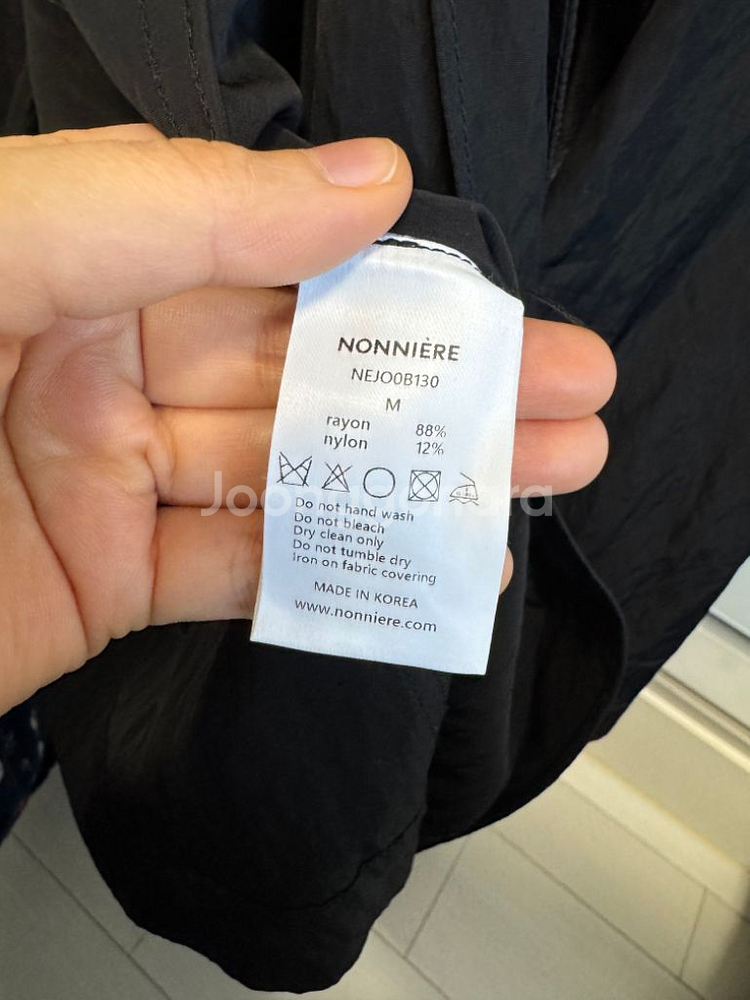 NONNIÈRE
NEJO0B130
M
rayon 88%
nylon 12%
Do not hand wash
Do not bleach
Dry clean only
Do not tumble dry
Iron on fabric covering
MADE IN KOREA
www.nonniere.com
Joonggonara